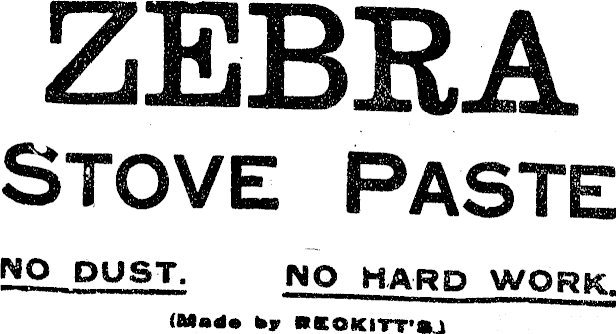 ZEBRA
STOVE PASTE
NO DUST. NO HARD WORK.
(Made by RECKITT'S.)